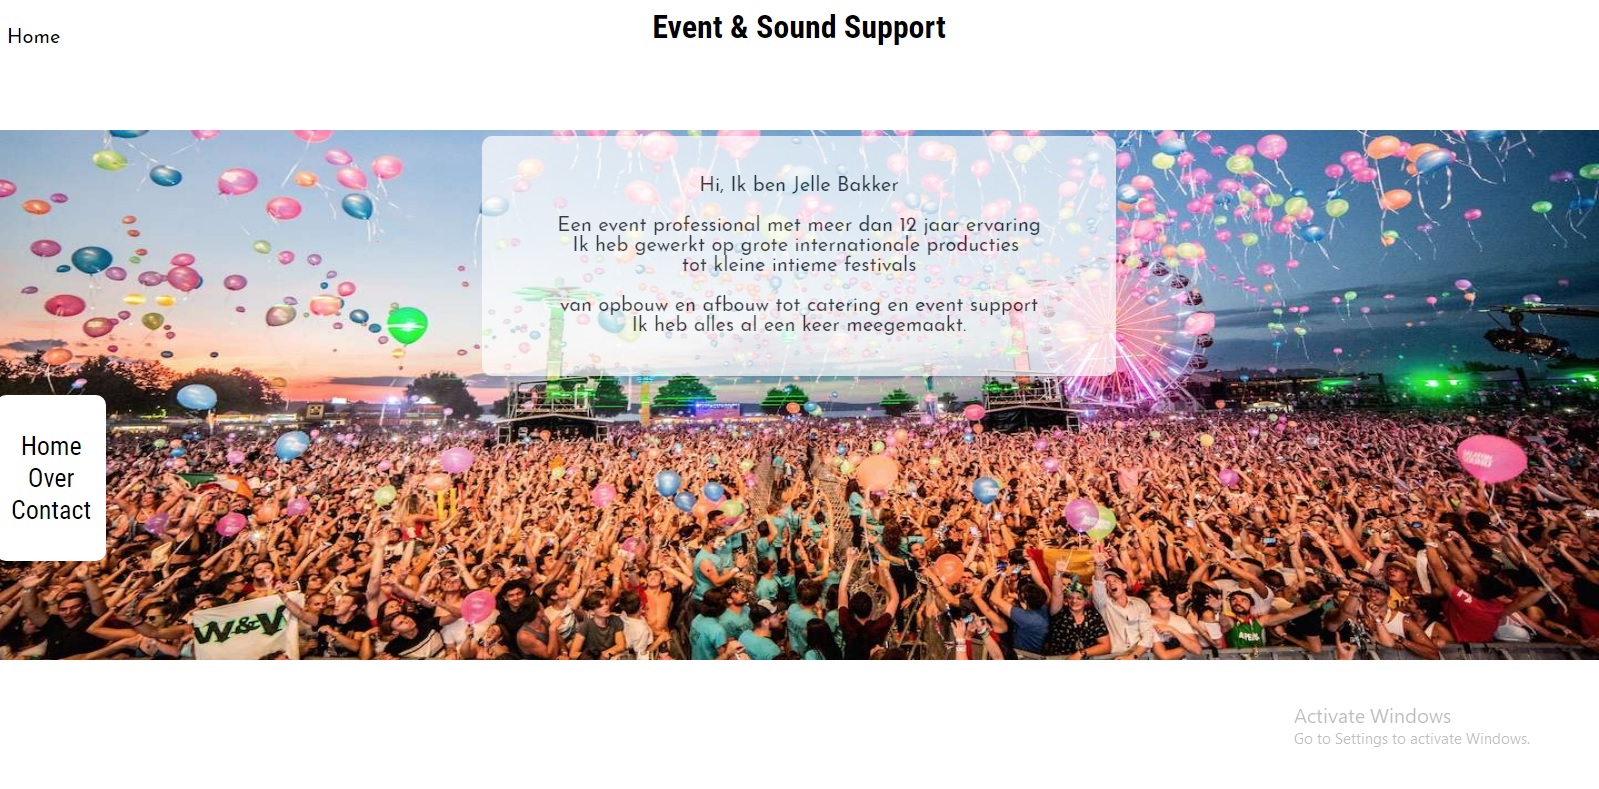 Event & Sound Support
Home
Hi, Ik ben Jelle Bakker
Een event professional met meer dan 12 jaar ervaring
Ik heb gewerkt op grote internationale producties
tot kleine intieme festivals
van opbouw en afbouw tot catering en event support
Ik heb alles al een keer meegemaakt.
Home
Over
Contact
W&W
Activate Windows
Go to Settings to activate Windows.